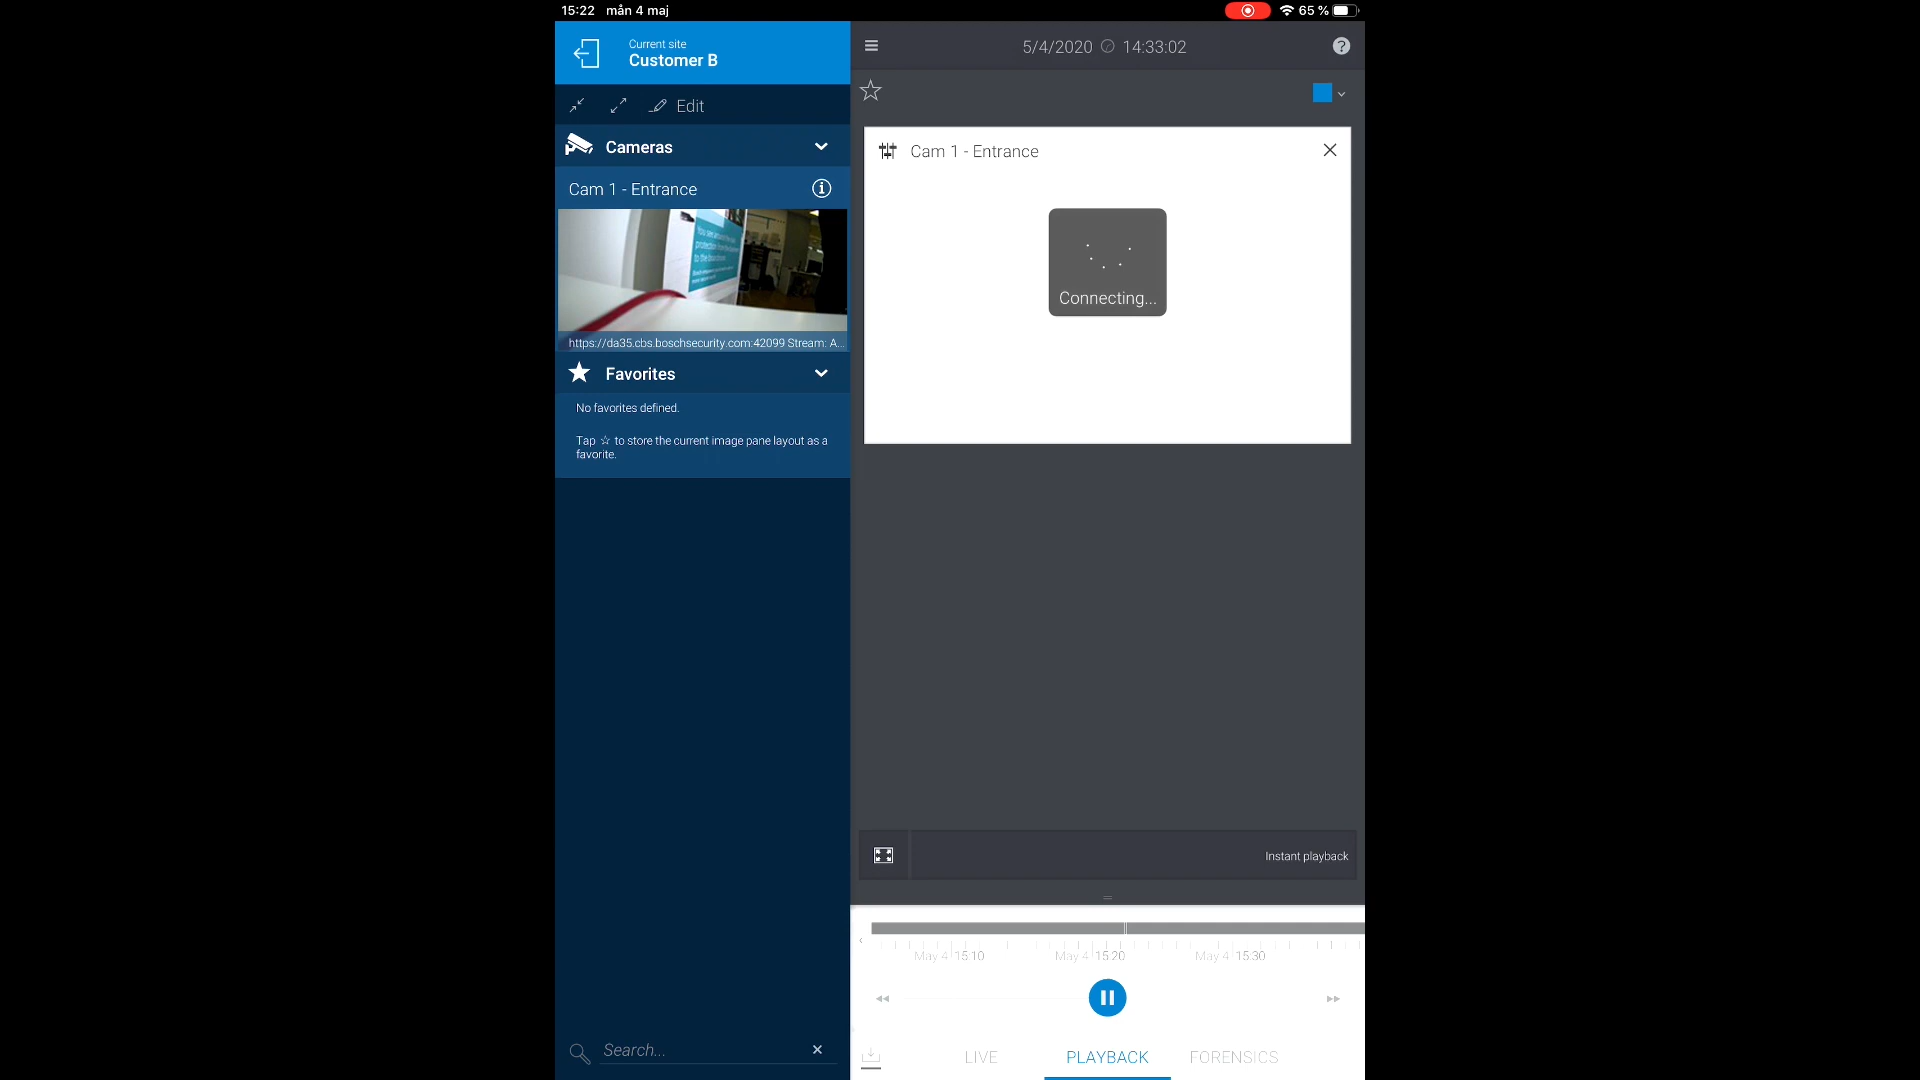 15:22 mån 4 maj
65 %
Current site
Customer B
5/4/2020 14:33:02
Edit
Cameras
Cam 1 - Entrance
https://da35.cbs.boschsecurity.com:42099 Stream: A...
Favorites
No favorites defined.
Tap ☆ to store the current image pane layout as a
favorite.
Search...
Cam 1 - Entrance
Connecting...
Instant playback
May 4 15:10
May 4 15:20
May 4 15:30
LIVE
PLAYBACK
FORENSICS